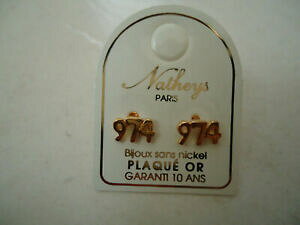 Natheys
PARIS
974 974
Bijoux sans nickel
PLAQUÉ OR
GARANTI 10 ANS